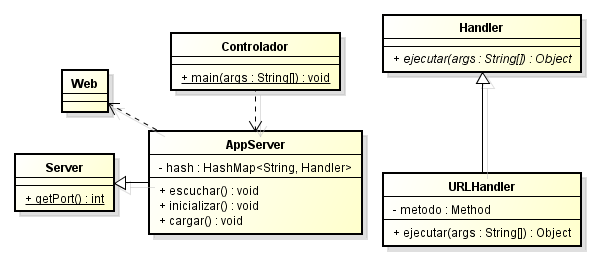 Controlador
+ main(args : String[]) : void
Handler
+ ejecutar(args : String[]) : Object
Web
AppServer
- hash : HashMap<String, Handler>
+ escuchar() : void
+ inicializar() : void
+ cargar() : void
Server
+ getPort() : int
URLHandler
- metodo : Method
+ ejecutar(args : String[]) : Object